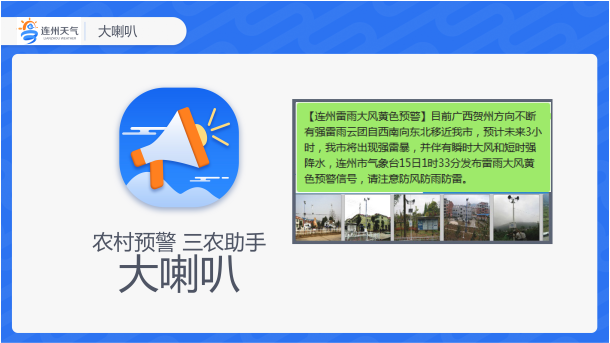 连州天气
LIANZHOU WEATHER
大喇叭
农村预警 三农助手
大喇叭
【连州雷雨大风黄色预警】目前广西贺州方向不断
有强雷雨云团自西南向东北移近我市，预计未来3小
时，我市将出现强雷暴，并伴有瞬时大风和短时强
降水，连州市气象台15日1时33分发布雷雨大风黄
色预警信号，请注意防风防雨防雷。